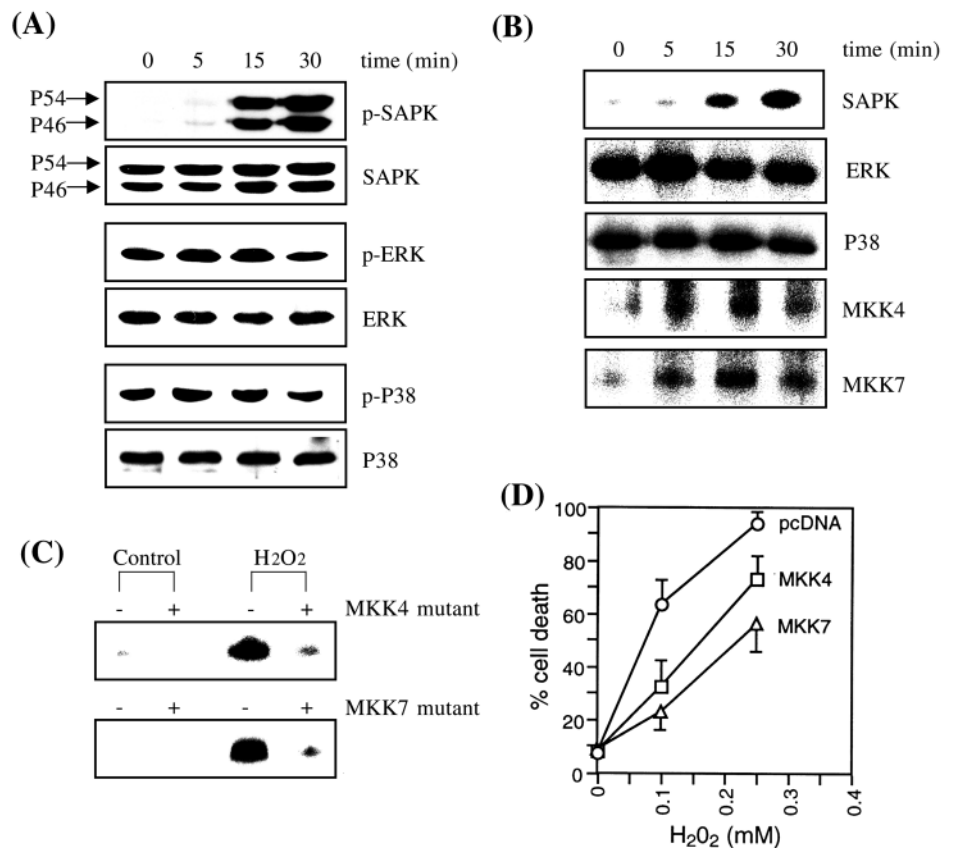 (A)
0 5 15 30 time (min)
P54
P46
p-SAPK
P54
P46
SAPK
p-ERK
ERK
p-P38
P38
(B)
0 5 15 30 time (min)
SAPK
ERK
P38
MKK4
MKK7
(C)
Control H2O2
- + - + MKK4 mutant
- + - + MKK7 mutant
(D)
100
80
60
40
20
0
% cell death
pcDNA
MKK4
MKK7
0 0.1 0.2 0.3 0.4
H2O2 (mM)